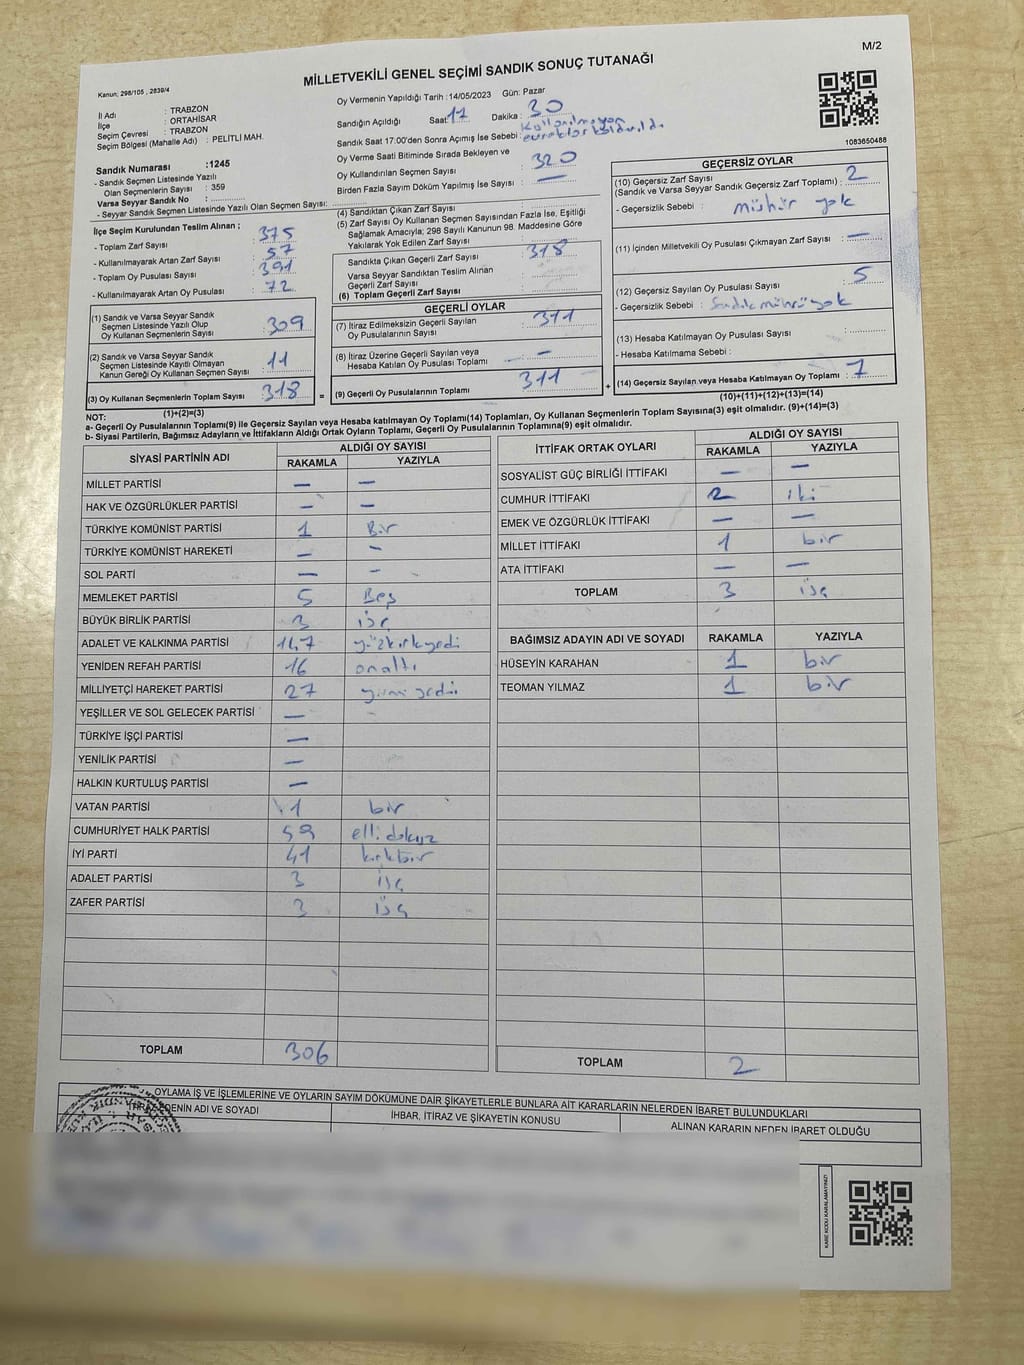 M/2
MİLLETVEKİLİ GENEL SEÇİMİ SANDIK SONUÇ TUTANAĞI
Kanun: 298/105 , 2839/4
İl Adı : TRABZON
İlçe : ORTAHİSAR
Seçim Çevresi : TRABZON
Seçim Bölgesi (Mahalle Adı) : PELİTLİ MAH.
Oy Vermenin Yapıldığı Tarih : 14/05/2023 Gün: Pazar
Sandığın Açıldığı Saat: 17 Dakika : 30
Sandık Saat 17.00'den Sonra Açımış İse Sebebi : Kullanılmayan
Oy Verme Saati Bitiminde Sırada Bekleyen ve
Oy Kullandırılan Seçmen Sayısı : 320
Birden Fazla Sayım Döküm Yapılmış İse Sayısı : —
1083650488
Sandık Numarası :1245
- Sandık Seçmen Listesinde Yazılı
Olan Seçmenlerin Sayısı : 359
Varsa Seyyar Sandık No :
- Seyyar Sandık Seçmen Listesinde Yazılı Olan Seçmen Sayısı:
İlçe Seçim Kurulundan Teslim Alınan ;
- Toplam Zarf Sayısı : 375
- Kullanılmayarak Artan Zarf Sayısı : 57
- Toplam Oy Pusulası Sayısı : 391
- Kullanılmayarak Artan Oy Pusulası : 72
(1) Sandık ve Varsa Seyyar Sandık
Seçmen Listesinde Yazılı Olup
Oy Kullanan Seçmenlerin Sayısı : 309
(2) Sandık ve Varsa Seyyar Sandık
Seçmen Listesinde Kayıtlı Olmayan
Kanun Gereği Oy Kullanan Seçmen Sayısı : 11
(3) Oy Kullanan Seçmenlerin Toplam Sayısı : 318
(1)+(2)=(3)
(4) Sandıktan Çıkan Zarf Sayısı :
(5) Zarf Sayısı Oy Kullanan Seçmen Sayısından Fazla İse, Eşitliği
Sağlamak Amacıyla; 298 Sayılı Kanunun 98. Maddesine Göre
Yakılarak Yok Edilen Zarf Sayısı :
Sandıkta Çıkan Geçerli Zarf Sayısı : 318
Varsa Seyyar Sandıktan Teslim Alınan
Geçerli Zarf Sayısı :
(6) Toplam Geçerli Zarf Sayısı :
GEÇERLİ OYLAR
(7) İtiraz Edilmeksizin Geçerli Sayılan
Oy Pusulalarının Sayısı : 311
(8) İtiraz Üzerine Geçerli Sayılan veya
Hesaba Katılan Oy Pusulası Toplamı : —
= (9) Geçerli Oy Pusulalarının Toplamı : 311
GEÇERSİZ OYLAR
(10) Geçersiz Zarf Sayısı
(Sandık ve Varsa Seyyar Sandık Geçersiz Zarf Toplamı) : 2
- Geçersizlik Sebebi : mühür yok
(11) İçinden Milletvekili Oy Pusulası Çıkmayan Zarf Sayısı : —
(12) Geçersiz Sayılan Oy Pusulası Sayısı : 5
- Geçersizlik Sebebi : Sandık mührü yok
(13) Hesaba Katılmayan Oy Pusulası Sayısı :
- Hesaba Katılmama Sebebi :
+ (14) Geçersiz Sayılan veya Hesaba Katılmayan Oy Toplamı : 7
(10)+(11)+(12)+(13)=(14)
NOT:
a- Geçerli Oy Pusulalarının Toplamı(9) ile Geçersiz Sayılan veya Hesaba katılmayan Oy Toplamı(14) Toplamları, Oy Kullanan Seçmenlerin Toplam Sayısına(3) eşit olmalıdır. (9)+(14)=(3)
b- Siyasi Partilerin, Bağımsız Adayların ve İttifakların Aldığı Ortak Oyların Toplamı, Geçerli Oy Pusulalarının Toplamına(9) eşit olmalıdır.
SİYASİ PARTİNİN ADI ALDIĞI OY SAYISI
RAKAMLA YAZIYLA
MİLLET PARTİSİ — —
HAK VE ÖZGÜRLÜKLER PARTİSİ — —
TÜRKİYE KOMÜNİST PARTİSİ 1 Bir
TÜRKİYE KOMÜNİST HAREKETİ — —
SOL PARTİ — —
MEMLEKET PARTİSİ 5 Beş
BÜYÜK BİRLİK PARTİSİ 3 üç
ADALET VE KALKINMA PARTİSİ 147 yüzkırkyedi
YENİDEN REFAH PARTİSİ 16 onaltı
MİLLİYETÇİ HAREKET PARTİSİ 27 yirmiyedi
YEŞİLLER VE SOL GELECEK PARTİSİ —
TÜRKİYE İŞÇİ PARTİSİ —
YENİLİK PARTİSİ —
HALKIN KURTULUŞ PARTİSİ —
VATAN PARTİSİ 1 bir
CUMHURİYET HALK PARTİSİ 59 ellidokuz
İYİ PARTİ 41 kırkbir
ADALET PARTİSİ 3 üç
ZAFER PARTİSİ 3 üç
TOPLAM 306
İTTİFAK ORTAK OYLARI ALDIĞI OY SAYISI
RAKAMLA YAZIYLA
SOSYALİST GÜÇ BİRLİĞİ İTTİFAKI — —
CUMHUR İTTİFAKI 2 iki
EMEK VE ÖZGÜRLÜK İTTİFAKI — —
MİLLET İTTİFAKI 1 bir
ATA İTTİFAKI — —
TOPLAM 3 üç
BAĞIMSIZ ADAYIN ADI VE SOYADI RAKAMLA YAZIYLA
HÜSEYİN KARAHAN 1 bir
TEOMAN YILMAZ 1 bir
TOPLAM 2
OYLAMA İŞ VE İŞLEMLERİNE VE OYLARIN SAYIM DÖKÜMÜNE DAİR ŞİKAYETLERLE BUNLARA AİT KARARLARIN NELERDEN İBARET BULUNDUKLARI
EDENİN ADI VE SOYADI İHBAR, İTİRAZ VE ŞİKAYETİN KONUSU ALINAN KARARIN NEDEN İBARET OLDUĞU
KARE KODU KARALAMAYINIZ!